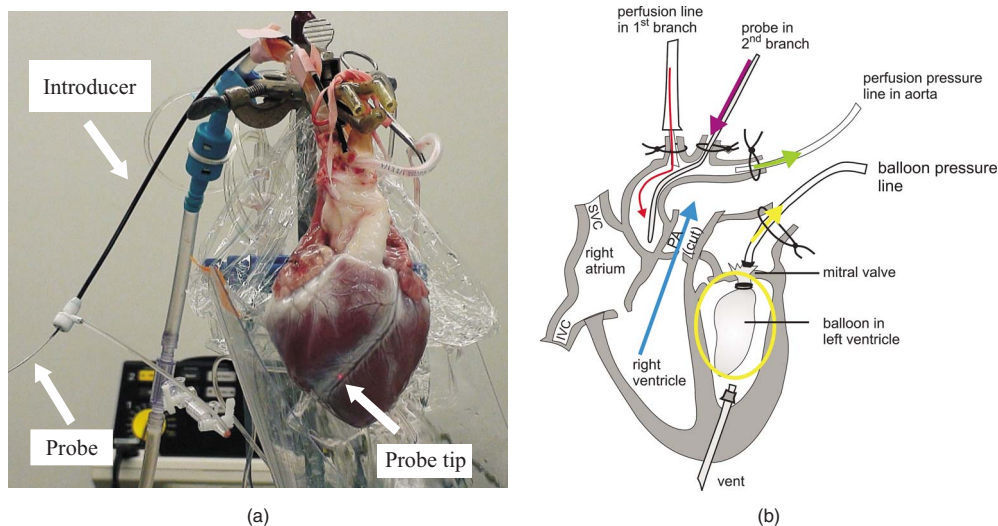 Introducer
Probe
Probe tip
(a)
perfusion line
in 1st branch
probe in
2nd branch
perfusion pressure
line in aorta
balloon pressure
line
SVC
right
atrium
PA
(cut)
mitral valve
IVC
balloon in
left ventricle
right
ventricle
vent
(b)